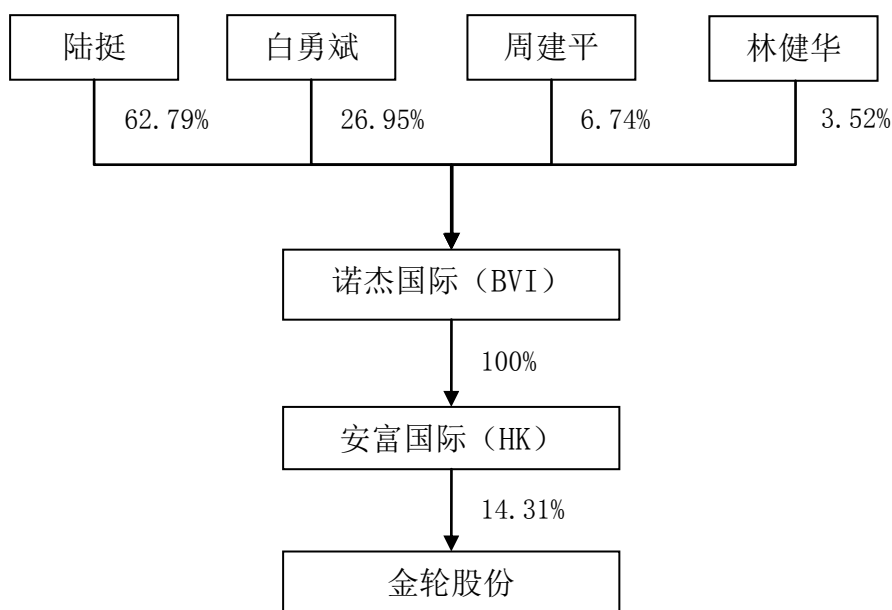 陆挺
白勇斌
周建平
林健华
62.79%
26.95%
6.74%
3.52%
诺杰国际（BVI）
100%
安富国际（HK）
14.31%
金轮股份